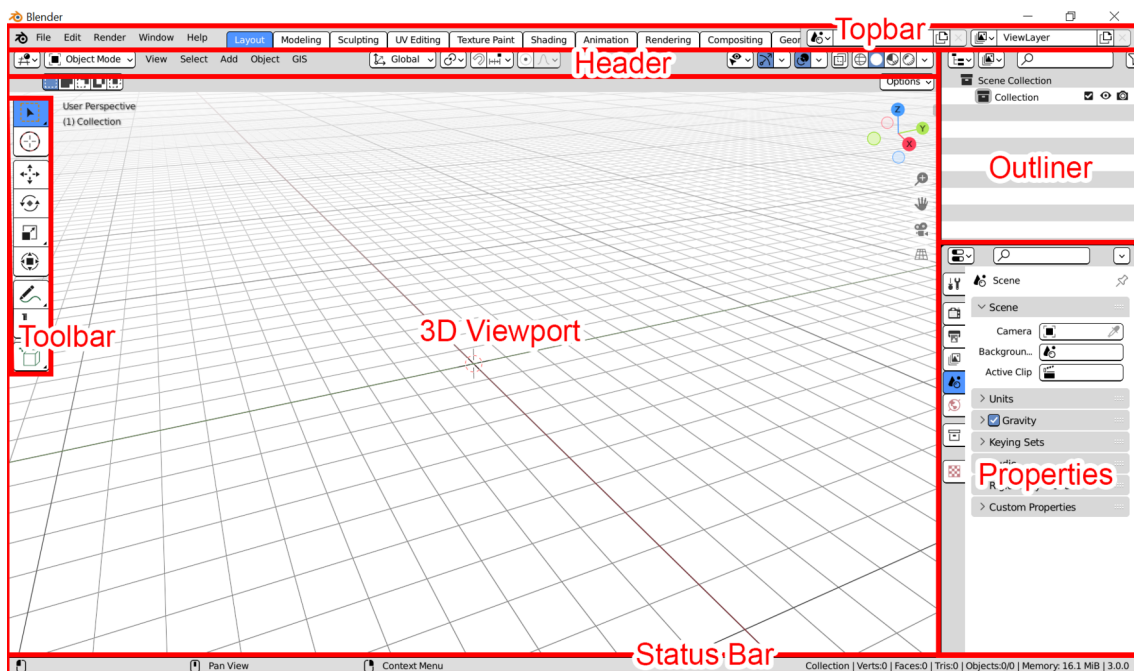 Blender
File Edit Render Window Help Layout Modeling Sculpting UV Editing Texture Paint Shading Animation Rendering Compositing Topbar ViewLayer
Object Mode View Select Add Object GIS Global Header
Options
User Perspective
(1) Collection
Z
Y
X
Scene Collection
Collection
Outliner
Toolbar
3D Viewport
Scene
Scene
Camera
Backgroun...
Active Clip
Units
Gravity
Keying Sets
Properties
Custom Properties
Status Bar
Pan View Context Menu Collection | Verts:0 | Faces:0 | Tris:0 | Objects:0/0 | Memory: 16.1 MiB | 3.0.0